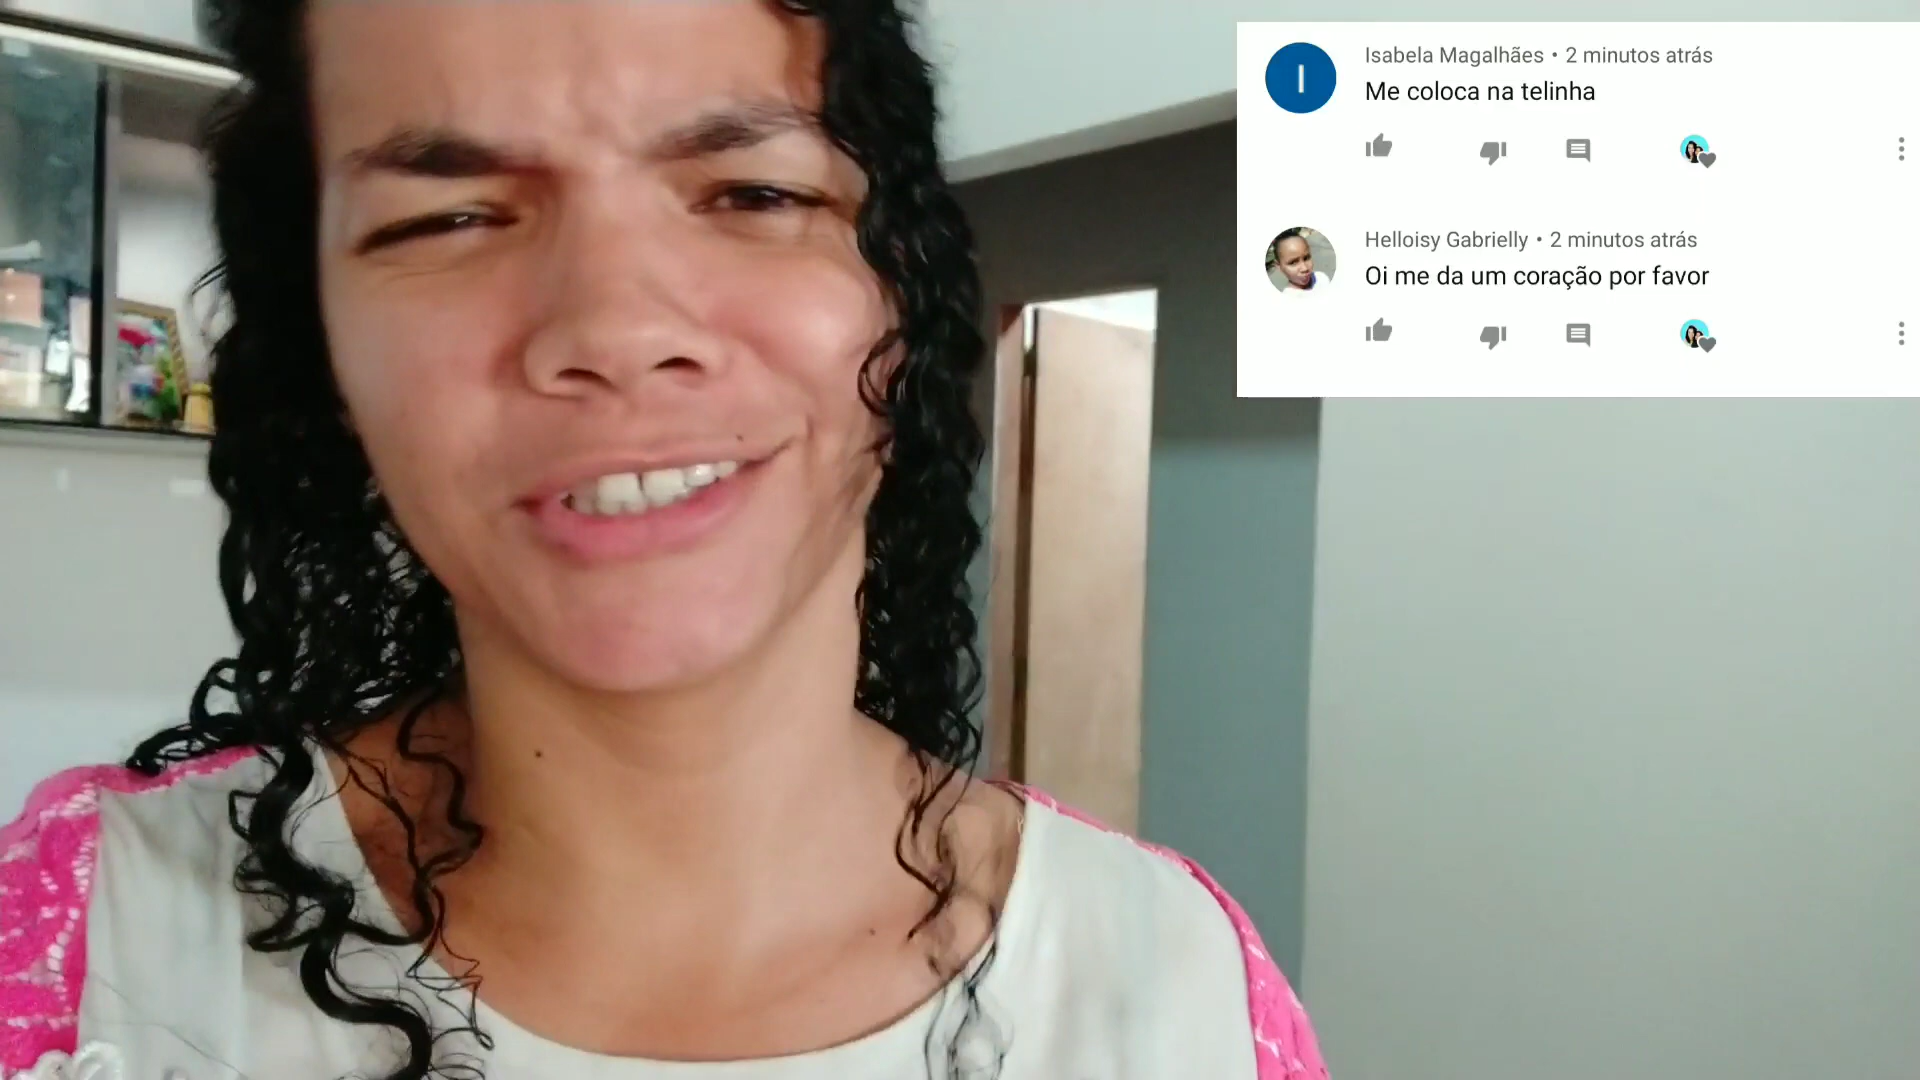 I
Isabela Magalhães • 2 minutos atrás
Me coloca na telinha
Helloisy Gabrielly • 2 minutos atrás
Oi me da um coração por favor